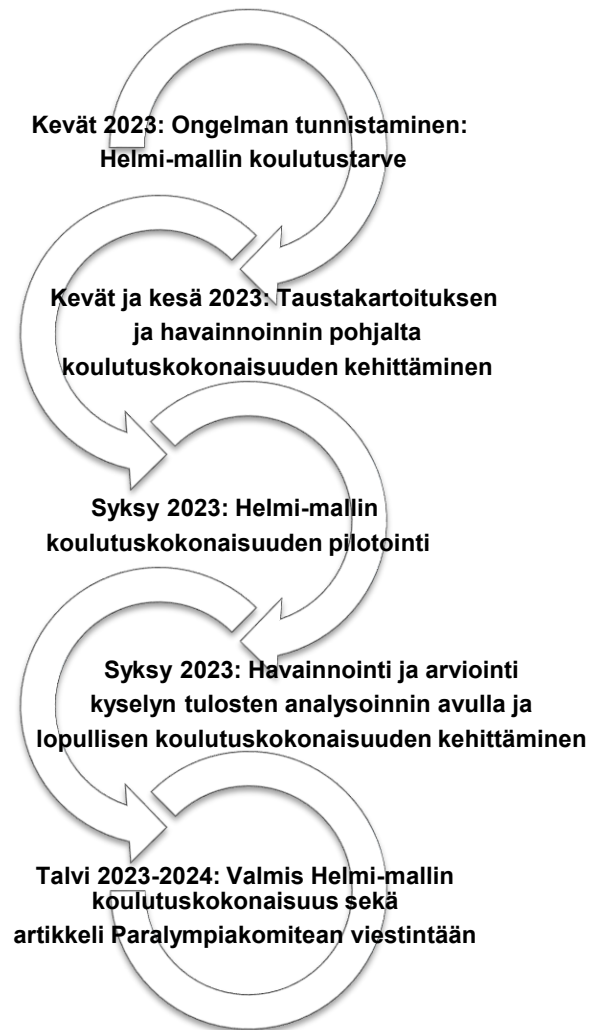 Kevät 2023: Ongelman tunnistaminen:
Helmi-mallin koulutustarve
Kevät ja kesä 2023: Taustakartoituksen
ja havainnoinnin pohjalta
koulutuskokonaisuuden kehittäminen
Syksy 2023: Helmi-mallin
koulutuskokonaisuuden pilotointi
Syksy 2023: Havainnointi ja arviointi
kyselyn tulosten analysoinnin avulla ja
lopullisen koulutuskokonaisuuden kehittäminen
Talvi 2023-2024: Valmis Helmi-mallin
koulutuskokonaisuus sekä
artikkeli Paralympiakomitean viestintään